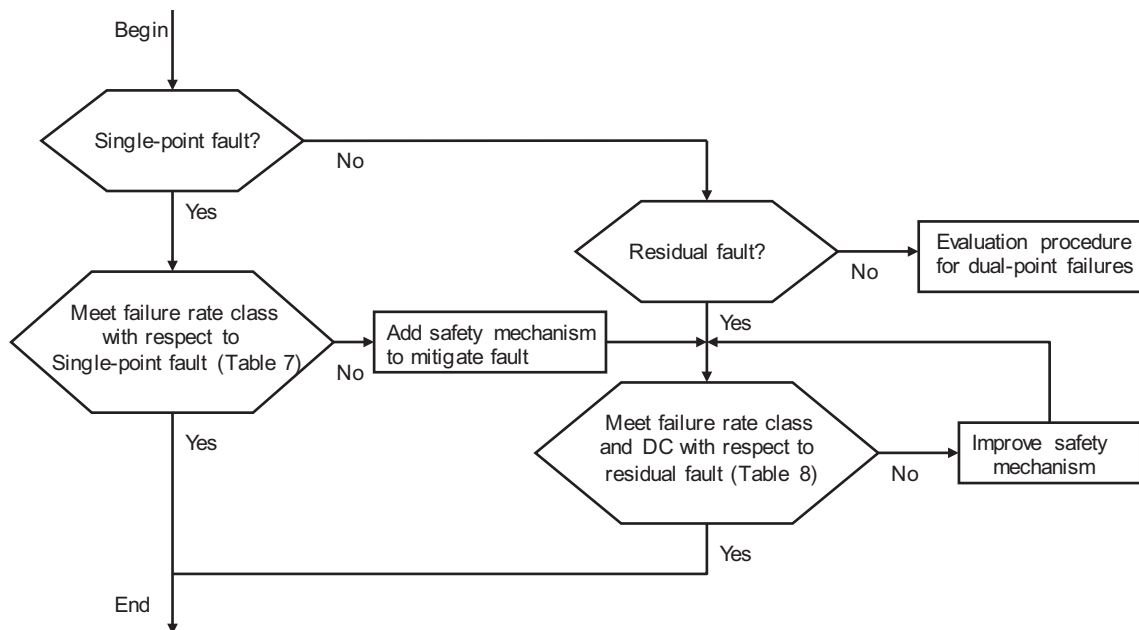 Begin
Single-point fault?
No
Yes
Residual fault?
No
Evaluation procedure
for dual-point failures
Meet failure rate class
with respect to
Single-point fault (Table 7)
No
Add safety mechanism
to mitigate fault
Yes
Yes
Meet failure rate class
and DC with respect to
residual fault (Table 8)
No
Improve safety
mechanism
Yes
End